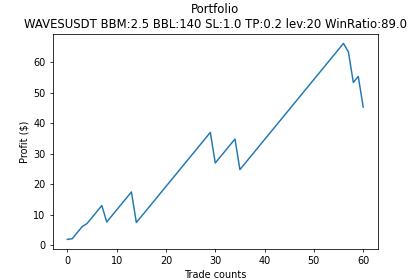 Portfolio
WAVESUSDT BBM:2.5 BBL:140 SL:1.0 TP:0.2 lev:20 WinRatio:89.0
60
50
40
30
20
10
0
Profit ($)
0 10 20 30 40 50 60
Trade counts